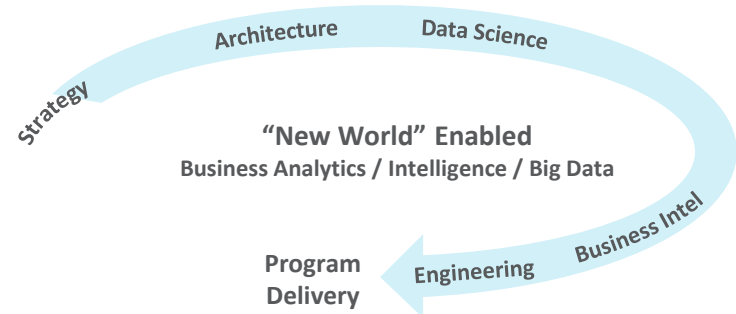 Strategy
Architecture
Data Science
“New World” Enabled
Business Analytics / Intelligence / Big Data
Business Intel
Engineering
Program
Delivery